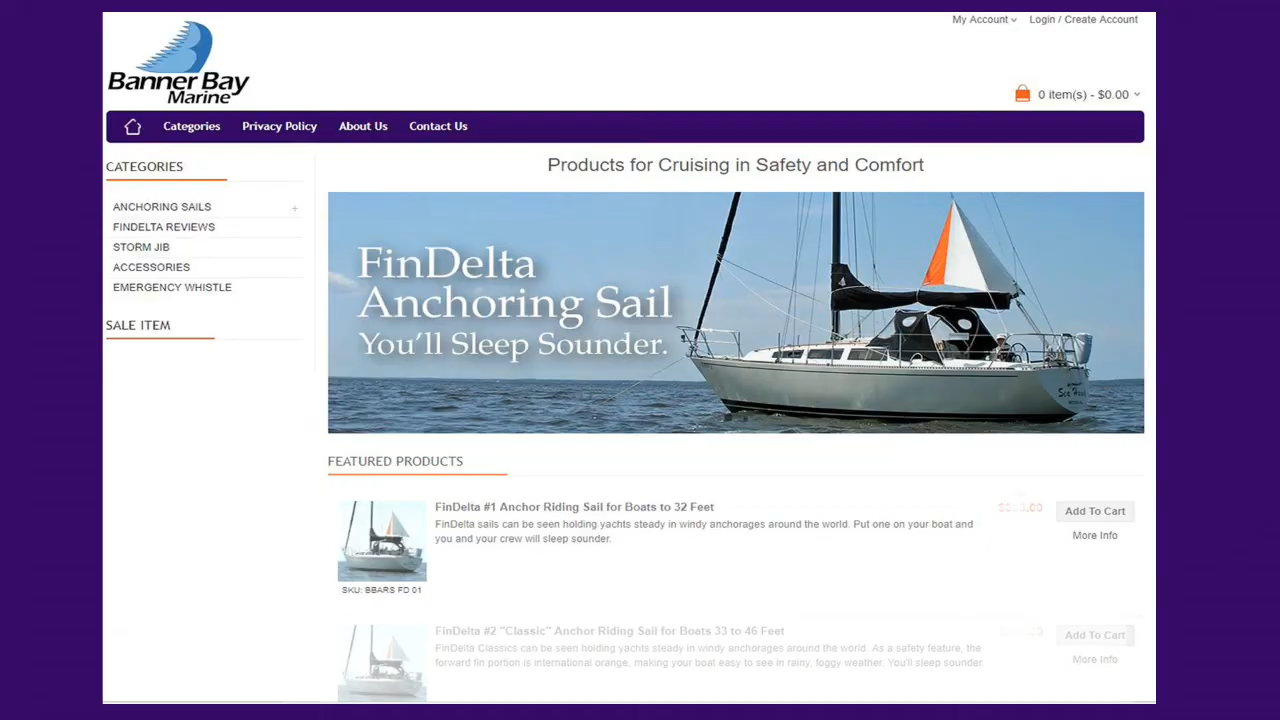 My Account
Login / Create Account
Banner Bay
Marine
0 item(s) - $0.00
Categories
Privacy Policy
About Us
Contact Us
CATEGORIES
ANCHORING SAILS
+
FINDELTA REVIEWS
STORM JIB
ACCESSORIES
EMERGENCY WHISTLE
SALE ITEM
Products for Cruising in Safety and Comfort
FinDelta
Anchoring Sail
You'll Sleep Sounder.
FEATURED PRODUCTS
FinDelta #1 Anchor Riding Sail for Boats to 32 Feet
FinDelta sails can be seen holding yachts steady in windy anchorages around the world. Put one on your boat and
you and your crew will sleep sounder.
Add To Cart
More Info
SKU: BBARS FD 01
FinDelta #2 "Classic" Anchor Riding Sail for Boats 33 to 46 Feet
FinDelta Classics can be seen holding yachts steady in windy anchorages around the world. As a safety feature, the
forward fin portion is international orange, making your boat easy to see in rainy, foggy weather. You'll sleep sounder.
Add To Cart
More Info